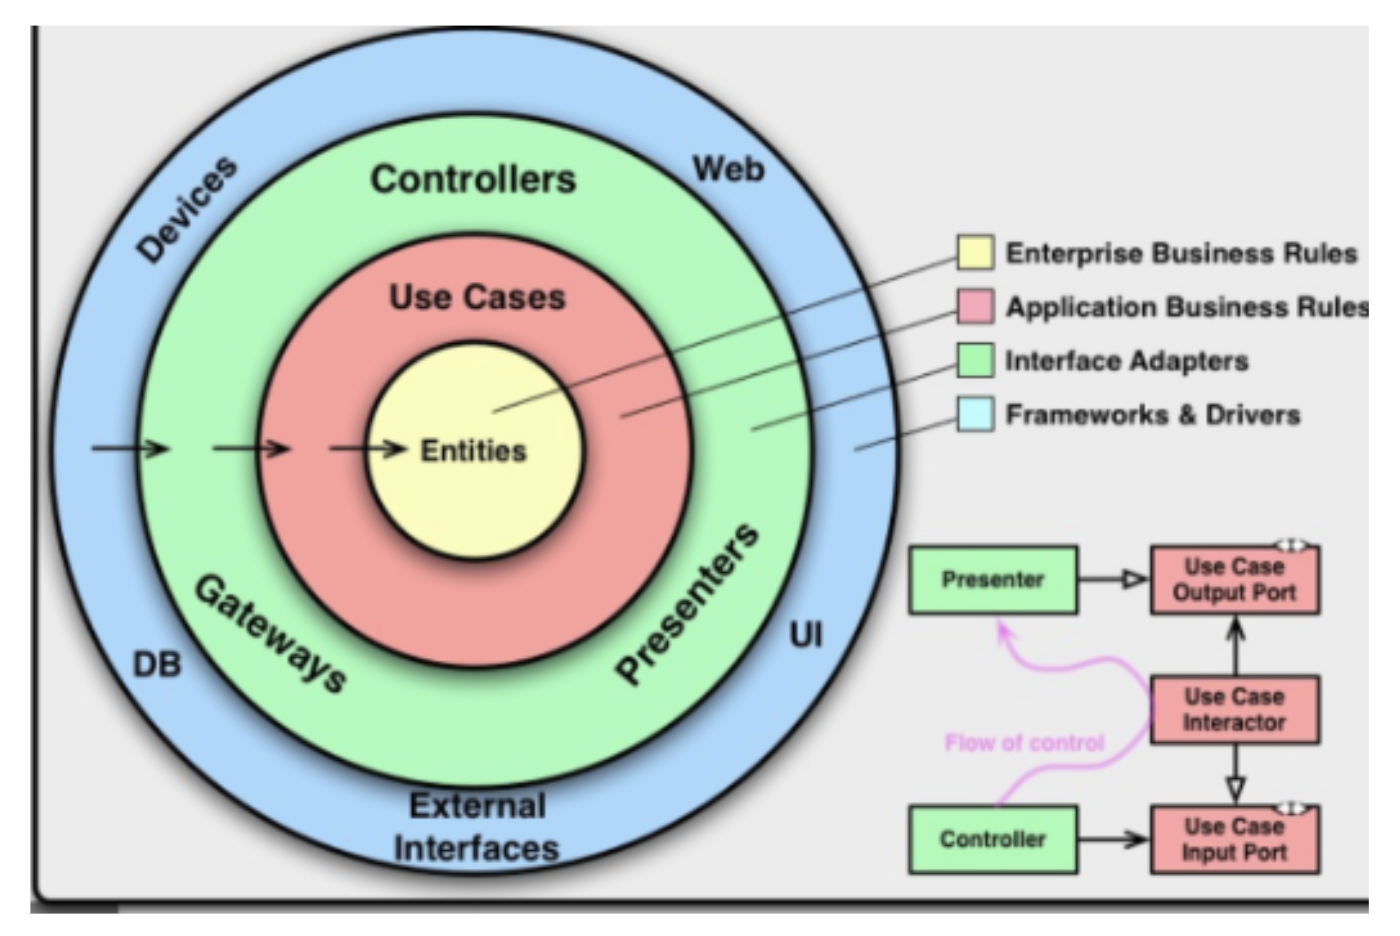 Devices
Web
Controllers
Use Cases
Entities
Gateways
Presenters
DB
UI
External
Interfaces
Enterprise Business Rules
Application Business Rules
Interface Adapters
Frameworks & Drivers
Presenter
Use Case
Output Port
Flow of control
Use Case
Interactor
Controller
Use Case
Input Port